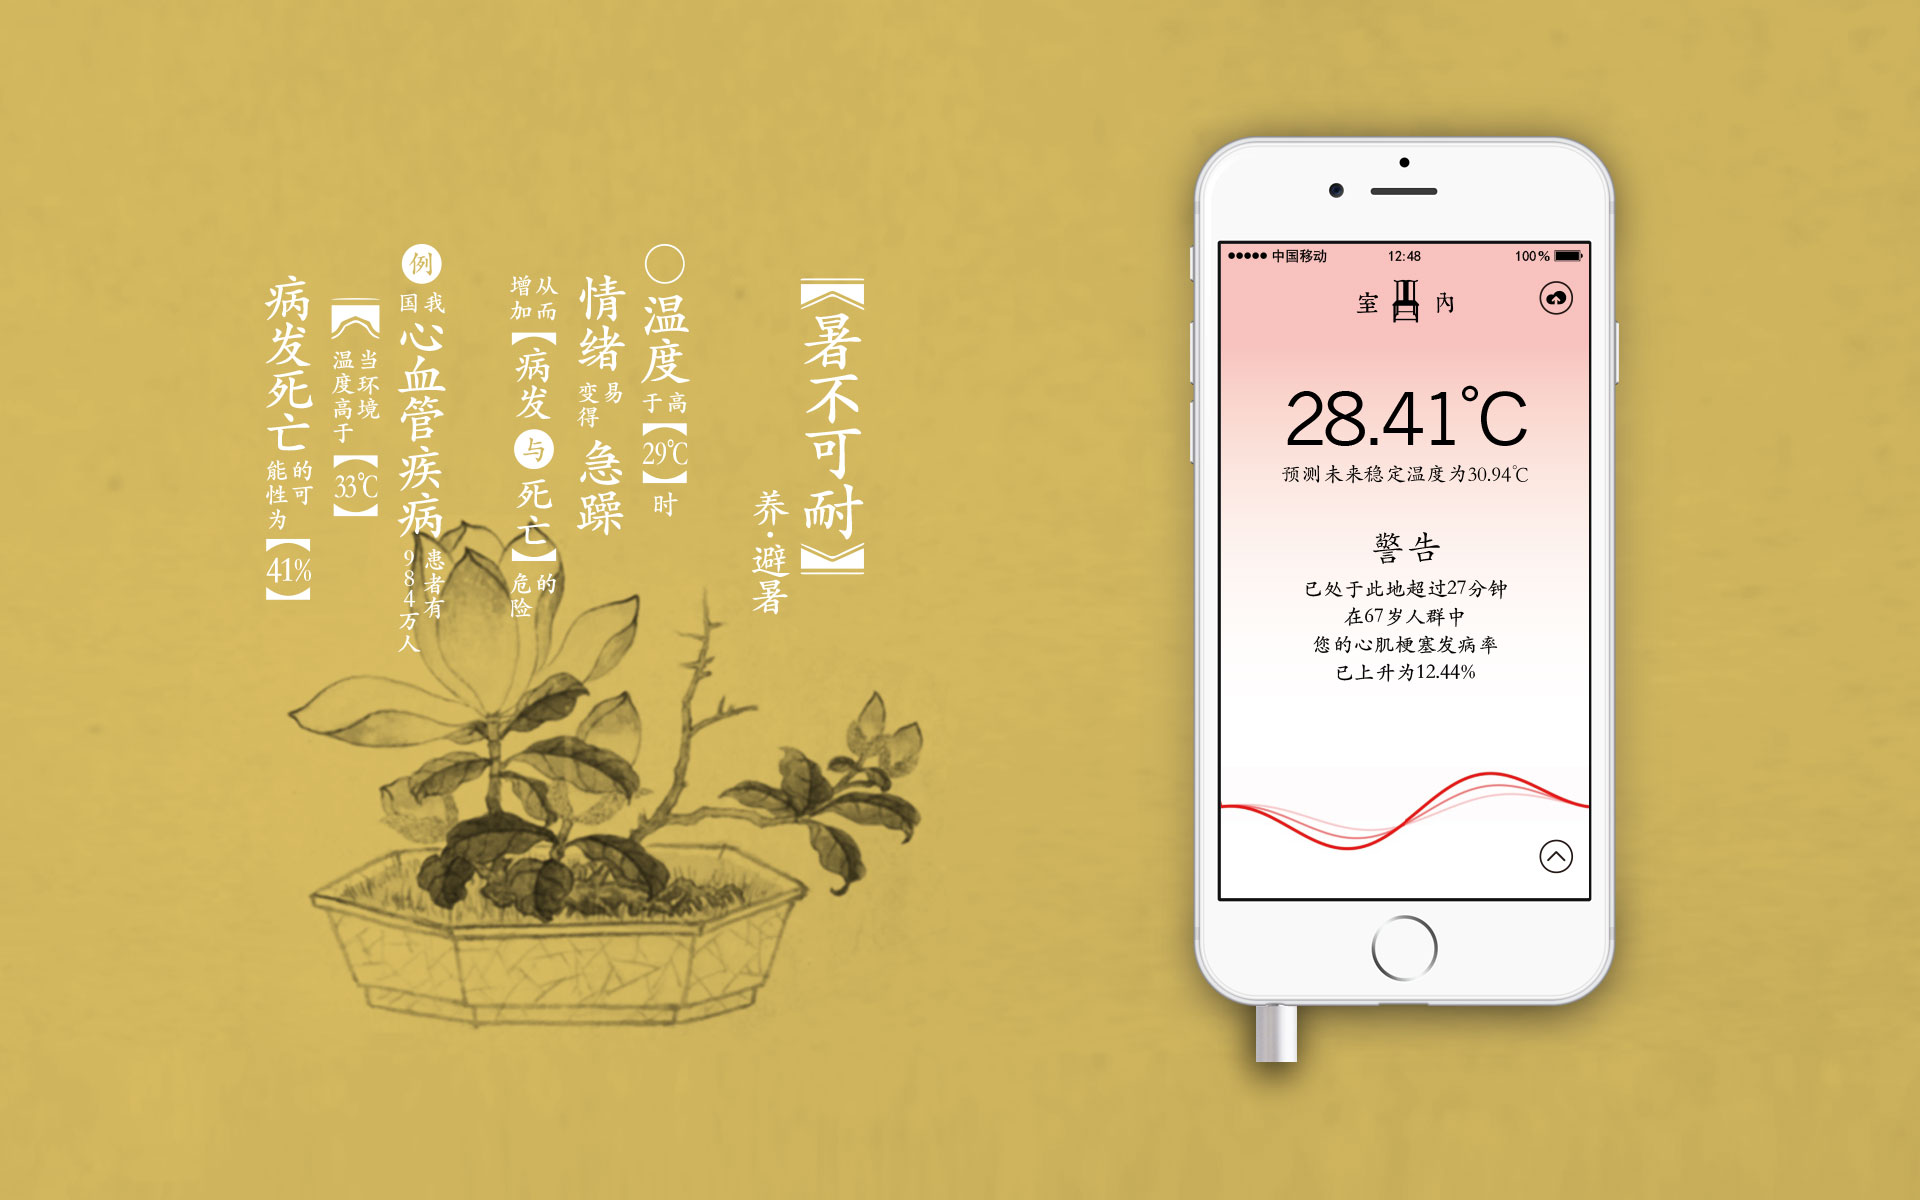 《暑不可耐》
养·避暑
〇温度高于【29℃】时
情绪易变得急躁
从而增加【病发与死亡】的危险
例我国心血管疾病患者有984万人
当环境温度高于【33℃】
病发死亡的可能性为【41%】
中国移动 12:48 100%
室內
28.41℃
预测未来稳定温度为30.94℃
警告
已处于此地超过27分钟
在67岁人群中
您的心肌梗塞发病率
已上升为12.44%